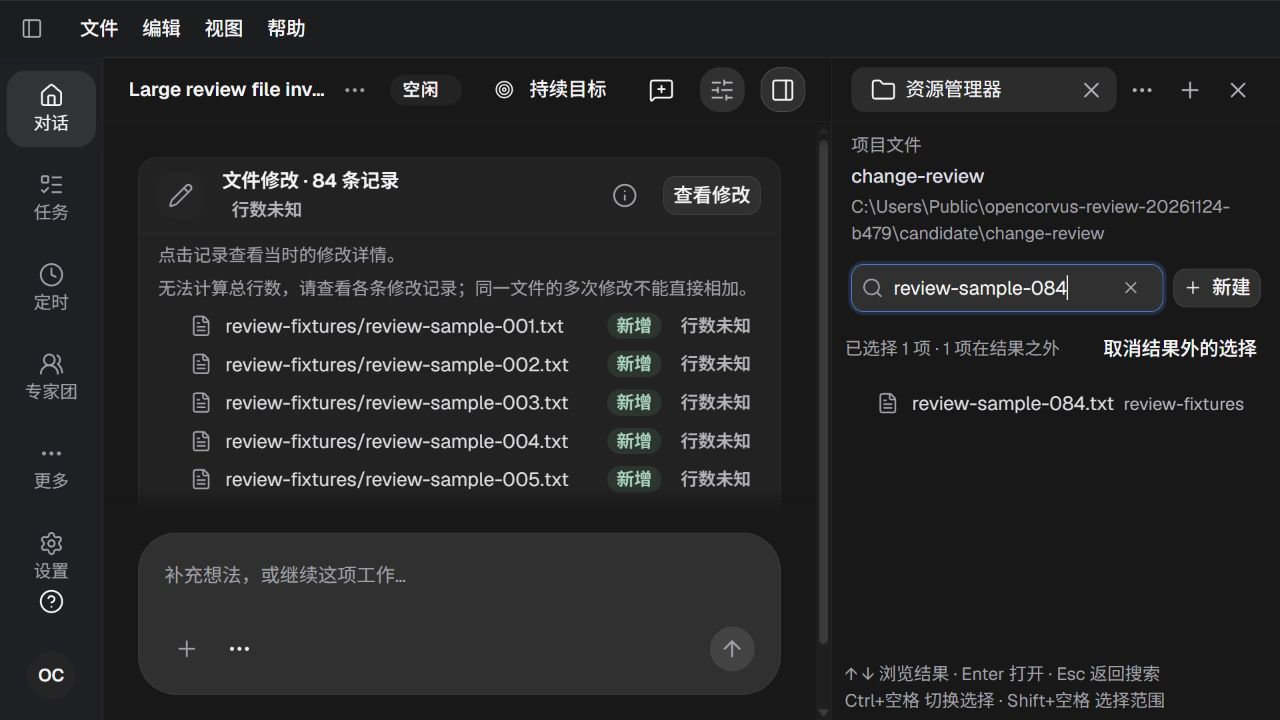 文件 编辑 视图 帮助
对话
任务
定时
专家团
更多
设置
OC
Large review file inv... 空闲 持续目标
文件修改 · 84 条记录
行数未知
查看修改
点击记录查看当时的修改详情。
无法计算总行数，请查看各条修改记录；同一文件的多次修改不能直接相加。
review-fixtures/review-sample-001.txt 新增 行数未知
review-fixtures/review-sample-002.txt 新增 行数未知
review-fixtures/review-sample-003.txt 新增 行数未知
review-fixtures/review-sample-004.txt 新增 行数未知
review-fixtures/review-sample-005.txt 新增 行数未知
补充想法，或继续这项工作...
资源管理器
项目文件
change-review
C:\Users\Public\opencorvus-review-20261124-
b479\candidate\change-review
review-sample-084
新建
已选择 1 项 · 1 项在结果之外 取消结果外的选择
review-sample-084.txt review-fixtures
↑↓ 浏览结果 · Enter 打开 · Esc 返回搜索
Ctrl+空格 切换选择 · Shift+空格 选择范围